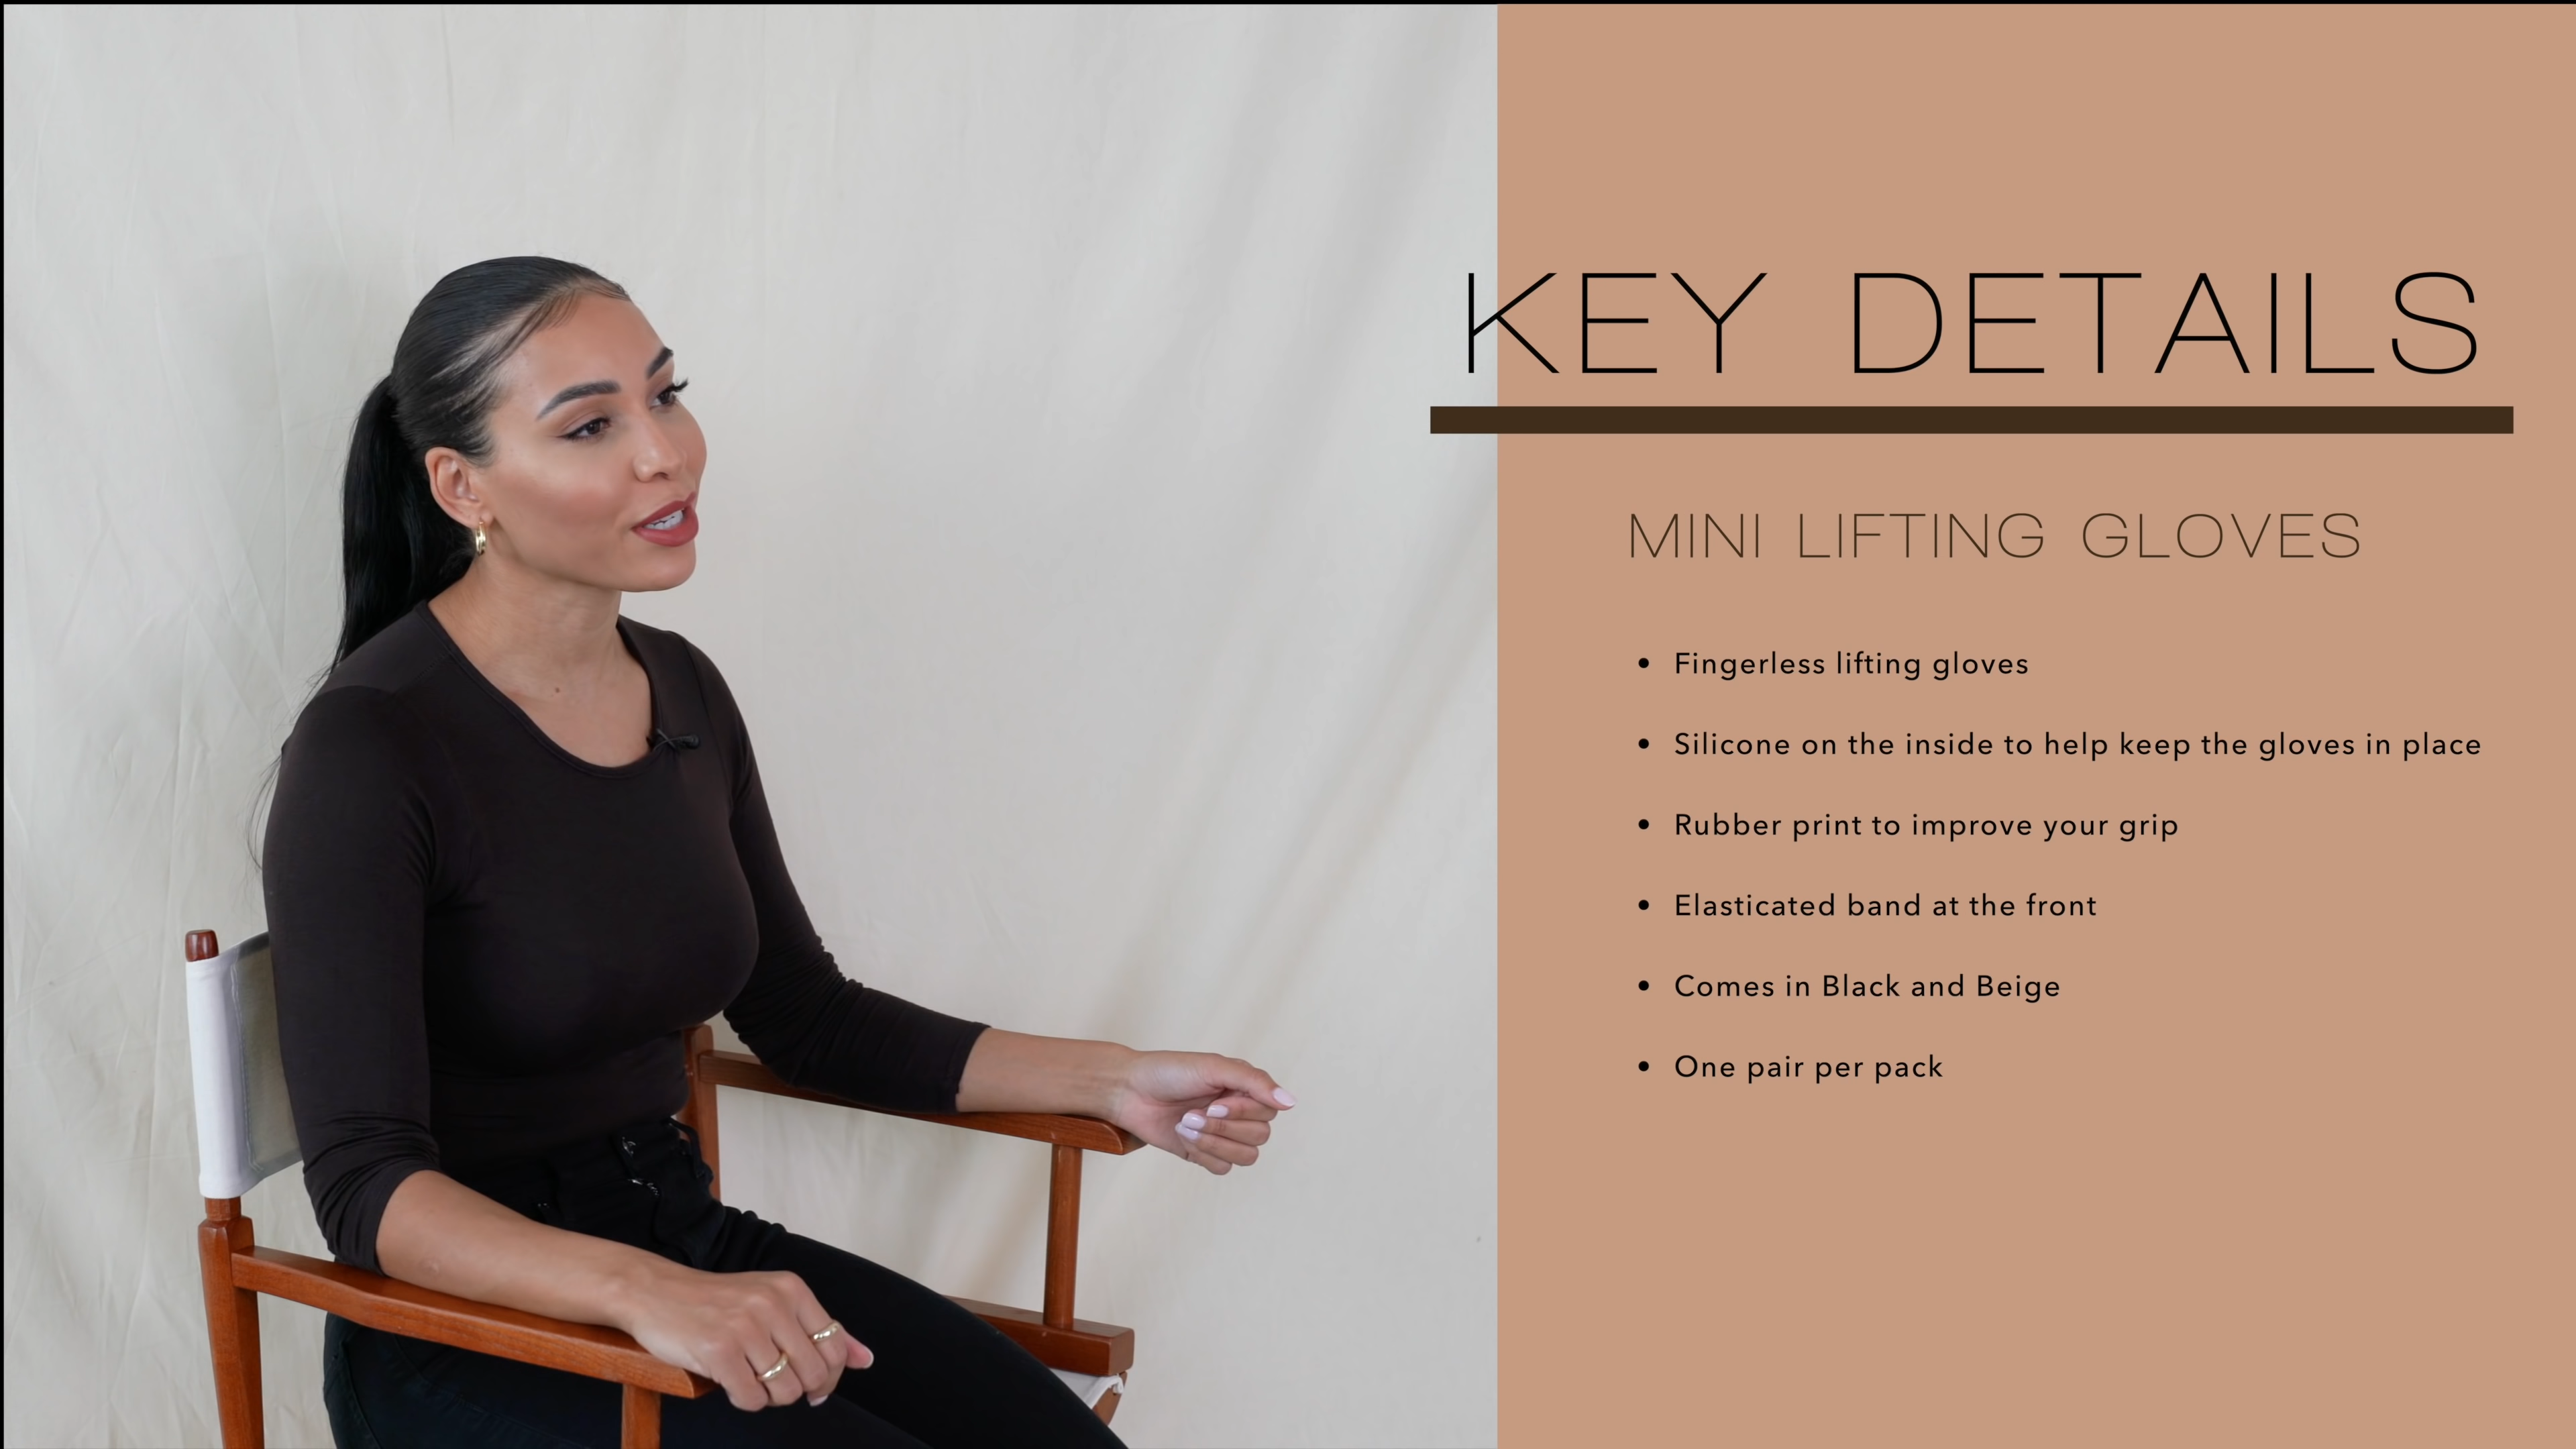 KEY DETAILS
MINI LIFTING GLOVES
• Fingerless lifting gloves
• Silicone on the inside to help keep the gloves in place
• Rubber print to improve your grip
• Elasticated band at the front
• Comes in Black and Beige
• One pair per pack